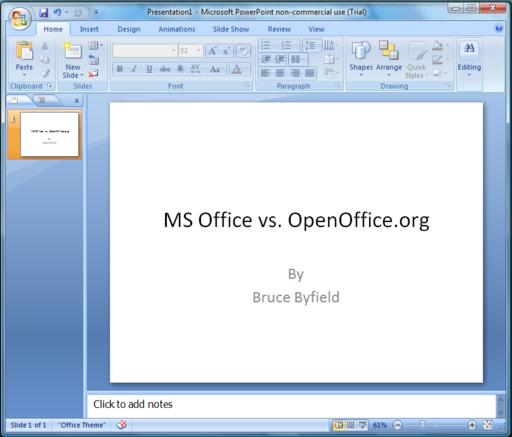 Presentation1 - Microsoft PowerPoint non-commercial use (Trial)
Home Insert Design Animations Slide Show Review View
Paste New Slide 32 Shapes Arrange Quick Styles Editing
B I U abe S AV Aa A
Clipboard Slides Font Paragraph Drawing
1
MS Office vs. OpenOffice.org
By
Bruce Byfield
Click to add notes
Slide 1 of 1 "Office Theme" 61%